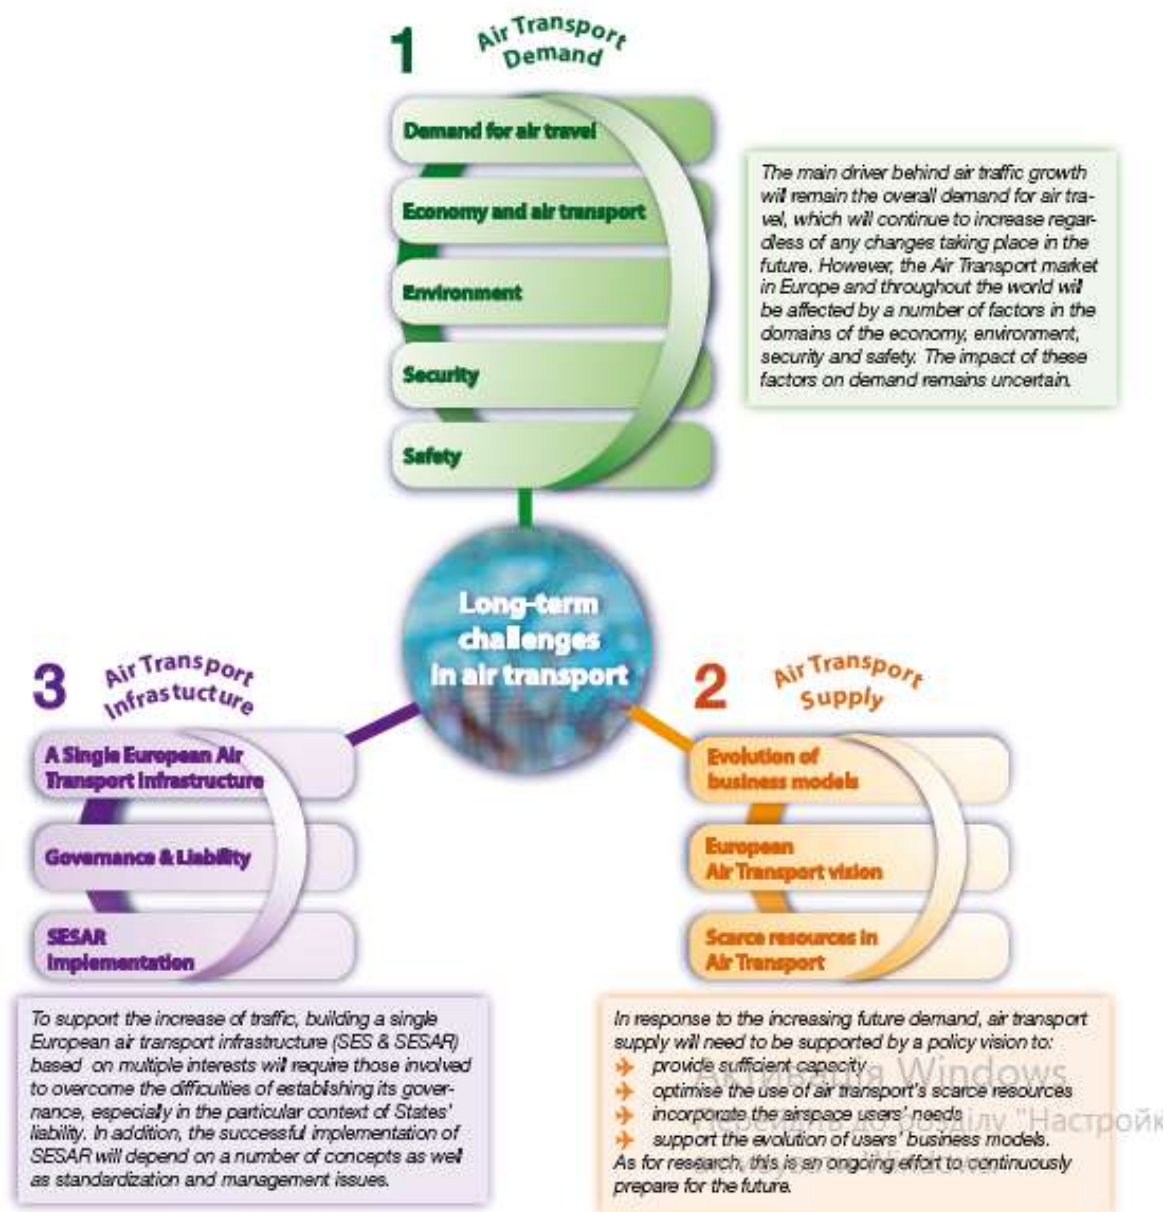 1
Air Transport
Demand
Demand for air travel
Economy and air transport
Environment
Security
Safety
The main driver behind air traffic growth
will remain the overall demand for air tra-
vel, which will continue to increase regar-
dless of any changes taking place in the
future. However, the Air Transport market
in Europe and throughout the world will
be affected by a number of factors in the
domains of the economy, environment,
security and safety. The impact of these
factors on demand remains uncertain.
Long-term
challenges
in air transport
3
Air Transport
Infrastucture
A Single European Air
Transport Infrastructure
Governance & Liability
SESAR
Implementation
To support the increase of traffic, building a single
European air transport infrastructure (SES & SESAR)
based on multiple interests will require those involved
to overcome the difficulties of establishing its gover-
nance, especially in the particular context of States'
liability. In addition, the successful implementation of
SESAR will depend on a number of concepts as well
as standardization and management issues.
2
Air Transport
Supply
Evolution of
business models
European
Air Transport vision
Scarce resources in
Air Transport
In response to the increasing future demand, air transport
supply will need to be supported by a policy vision to:
provide sufficient capacity
optimise the use of air transport's scarce resources
incorporate the airspace users' needs
support the evolution of users' business models.
As for research, this is an ongoing effort to continuously
prepare for the future.
Windows
до розділу "Настройк